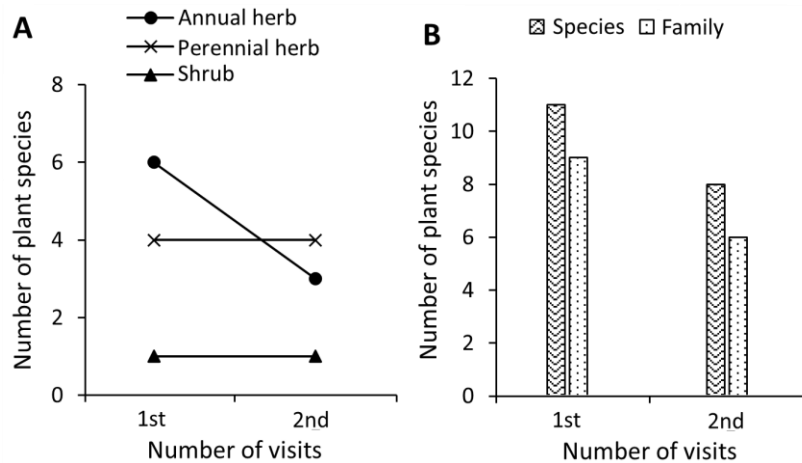 A
Annual herb
Perennial herb
Shrub
Number of plant species
8
6
4
2
0
1st 2nd
Number of visits
B
Species Family
Number of plant species
12
10
8
6
4
2
0
1st 2nd
Number of visits